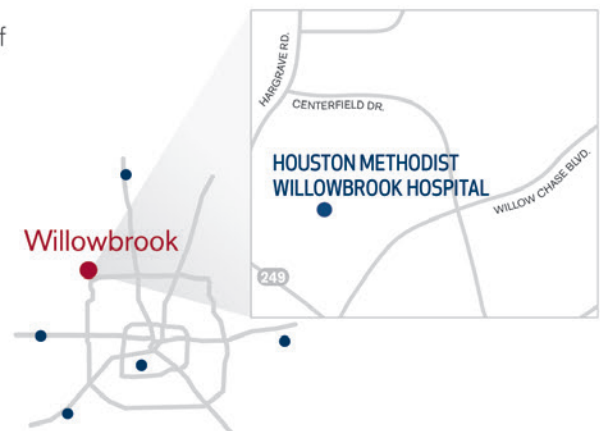 f
HARGRAVE RD.
CENTERFIELD DR.
HOUSTON METHODIST
WILLOWBROOK HOSPITAL
WILLOW CHASE BLVD.
Willowbrook
249